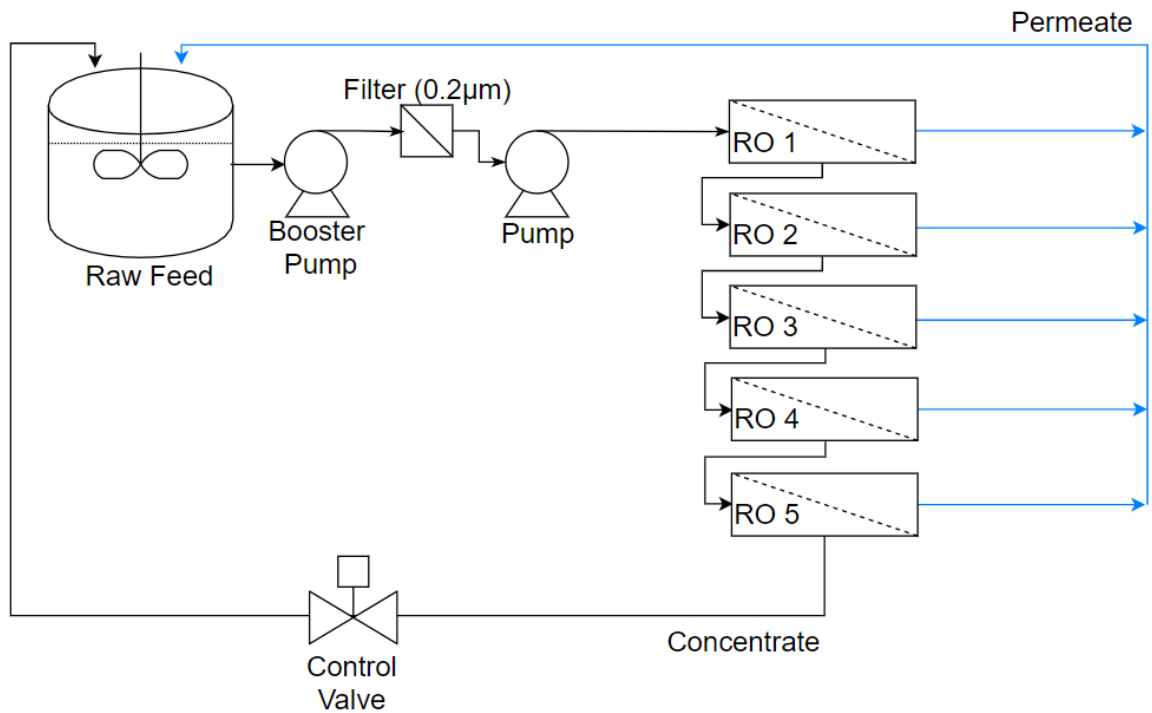 Permeate
Filter (0.2μm)
RO 1
RO 2
Booster
Pump
Pump
Raw Feed
RO 3
RO 4
RO 5
Concentrate
Control
Valve